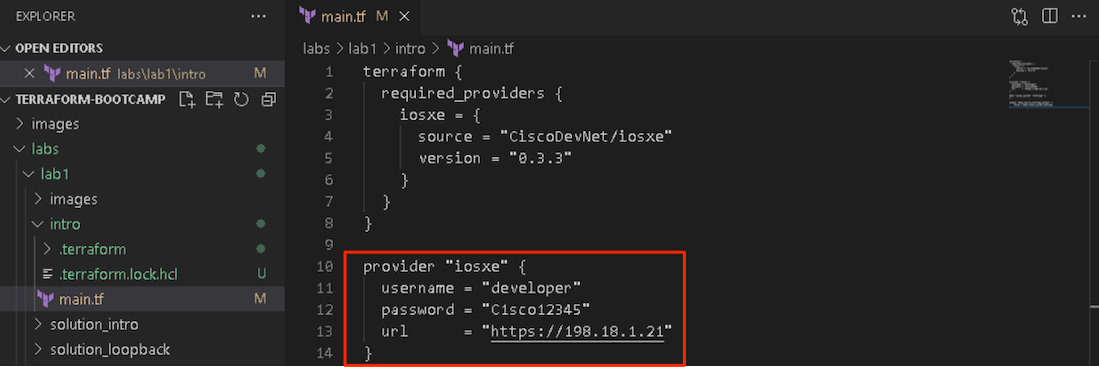 EXPLORER
OPEN EDITORS
main.tf labs\lab1\intro M
TERRAFORM-BOOTCAMP
images
labs
lab1
images
intro
.terraform
.terraform.lock.hcl U
main.tf M
solution_intro
solution_loopback
main.tf M
labs > lab1 > intro > main.tf
1 terraform {
2 required_providers {
3 iosxe = {
4 source = "CiscoDevNet/iosxe"
5 version = "0.3.3"
6 }
7 }
8 }
9
10 provider "iosxe" {
11 username = "developer"
12 password = "C1sco12345"
13 url = "https://198.18.1.21"
14 }